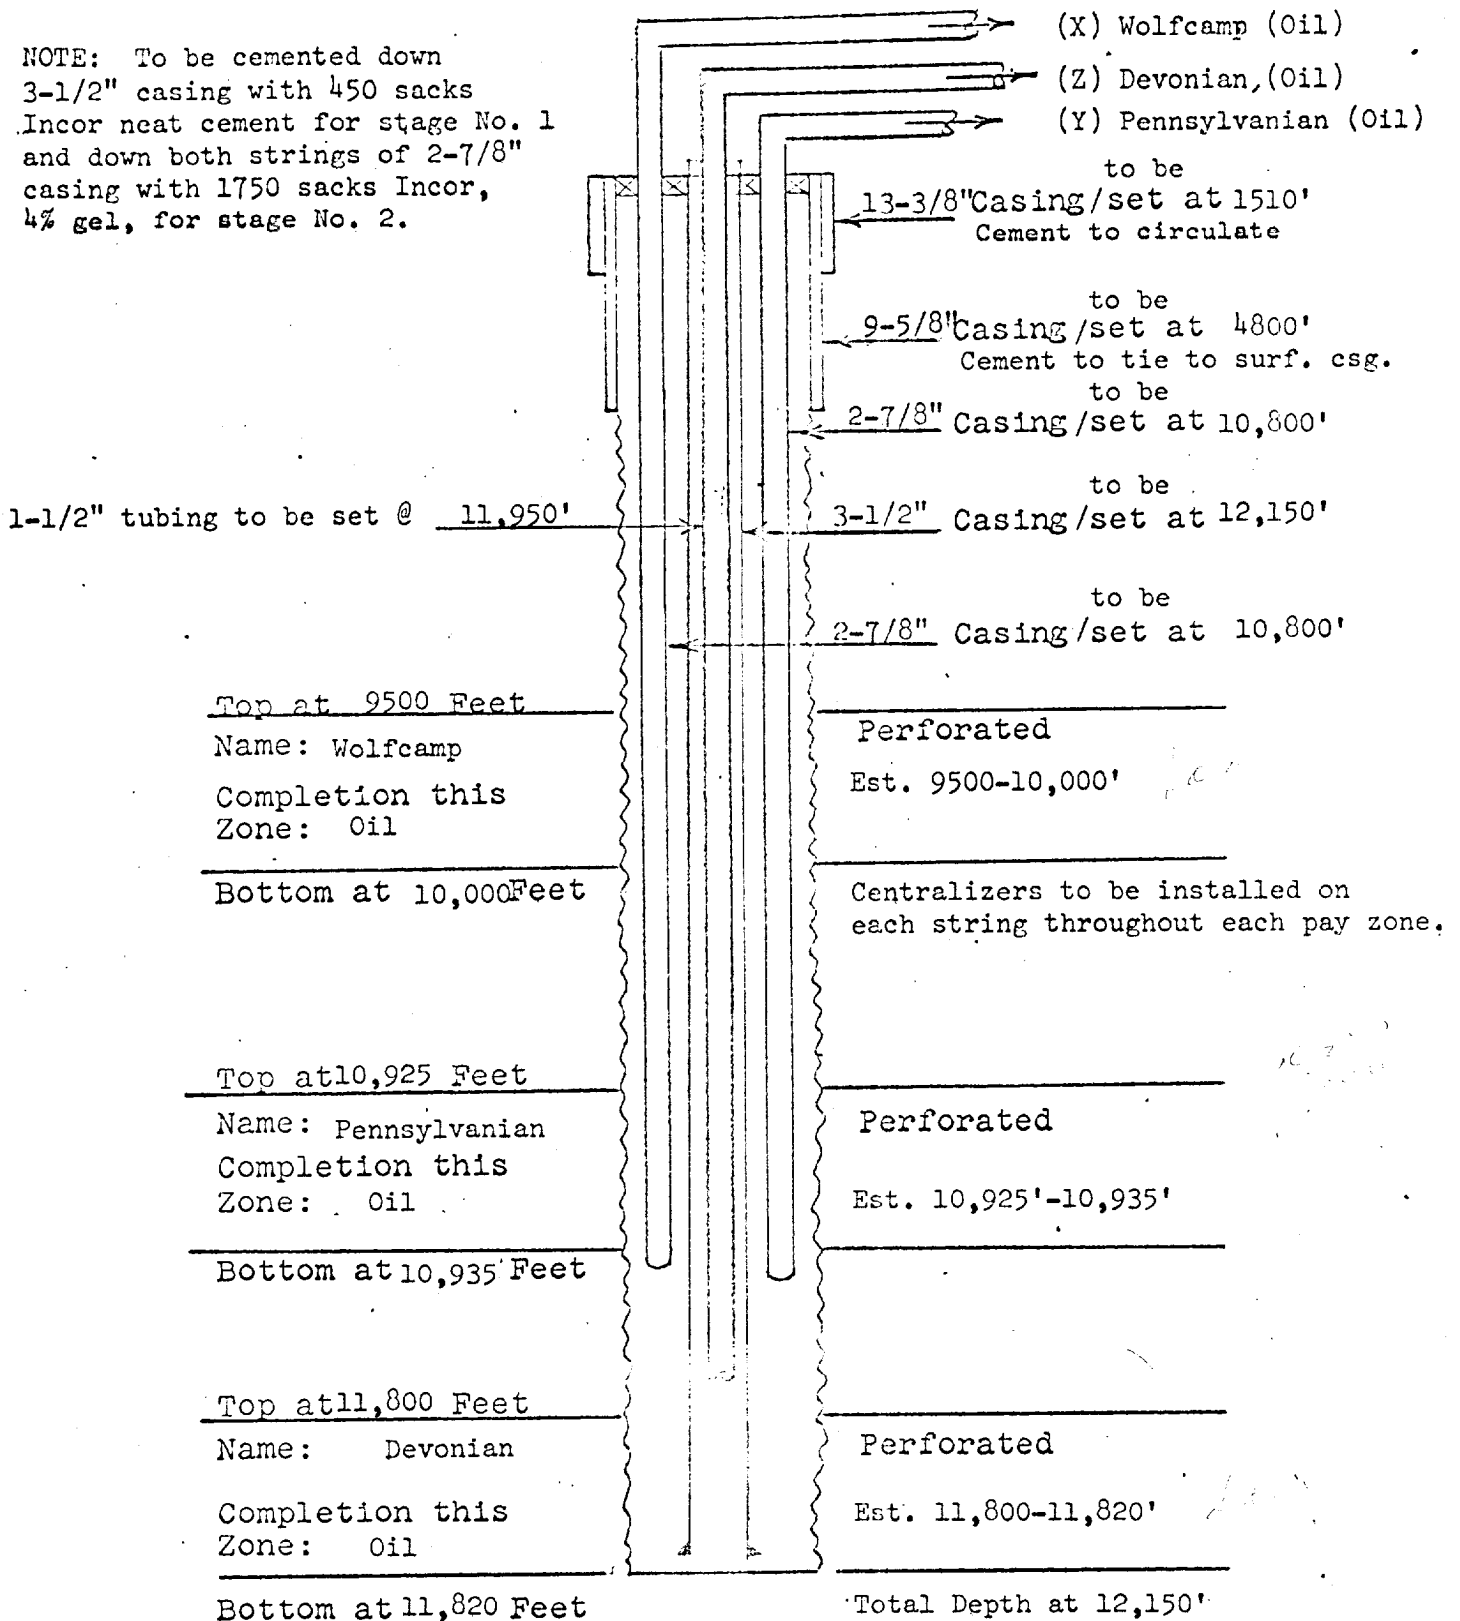 (X) Wolfcamp (Oil)
(Z) Devonian, (Oil)
(Y) Pennsylvanian (Oil)
NOTE: To be cemented down
3-1/2" casing with 450 sacks
Incor neat cement for stage No. 1
and down both strings of 2-7/8"
casing with 1750 sacks Incor,
4% gel, for stage No. 2.
to be
13-3/8" Casing/set at 1510'
Cement to circulate
to be
9-5/8" Casing/set at 4800'
Cement to tie to surf. csg.
to be
2-7/8" Casing/set at 10,800'
1-1/2" tubing to be set @ 11,950'
to be
3-1/2" Casing/set at 12,150'
to be
2-7/8" Casing/set at 10,800'
Top at 9500 Feet
Name: Wolfcamp
Completion this
Zone: Oil
Bottom at 10,000 Feet
Perforated
Est. 9500-10,000'
Centralizers to be installed on
each string throughout each pay zone.
Top at 10,925 Feet
Name: Pennsylvanian
Completion this
Zone: Oil
Bottom at 10,935 Feet
Perforated
Est. 10,925'-10,935'
Top at 11,800 Feet
Name: Devonian
Completion this
Zone: Oil
Bottom at 11,820 Feet
Perforated
Est. 11,800-11,820'
Total Depth at 12,150'